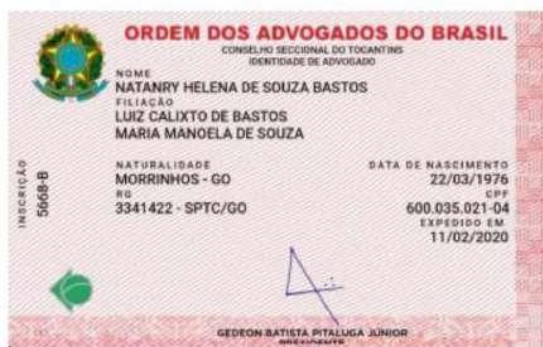 ORDEM DOS ADVOGADOS DO BRASIL
CONSELHO SECCIONAL DO TOCANTINS
IDENTIDADE DE ADVOGADO
NOME
NATANRY HELENA DE SOUZA BASTOS
FILIAÇÃO
LUIZ CALIXTO DE BASTOS
MARIA MANOELA DE SOUZA
NATURALIDADE
MORRINHOS - GO
DATA DE NASCIMENTO
22/03/1976
RG
3341422 - SPTC/GO
CPF
600.035.021-04
EXPEDIDO EM
11/02/2020
INSCRIÇÃO
5668-B
GEDEON BATISTA PITALUGA JÚNIOR
PRESIDENTE